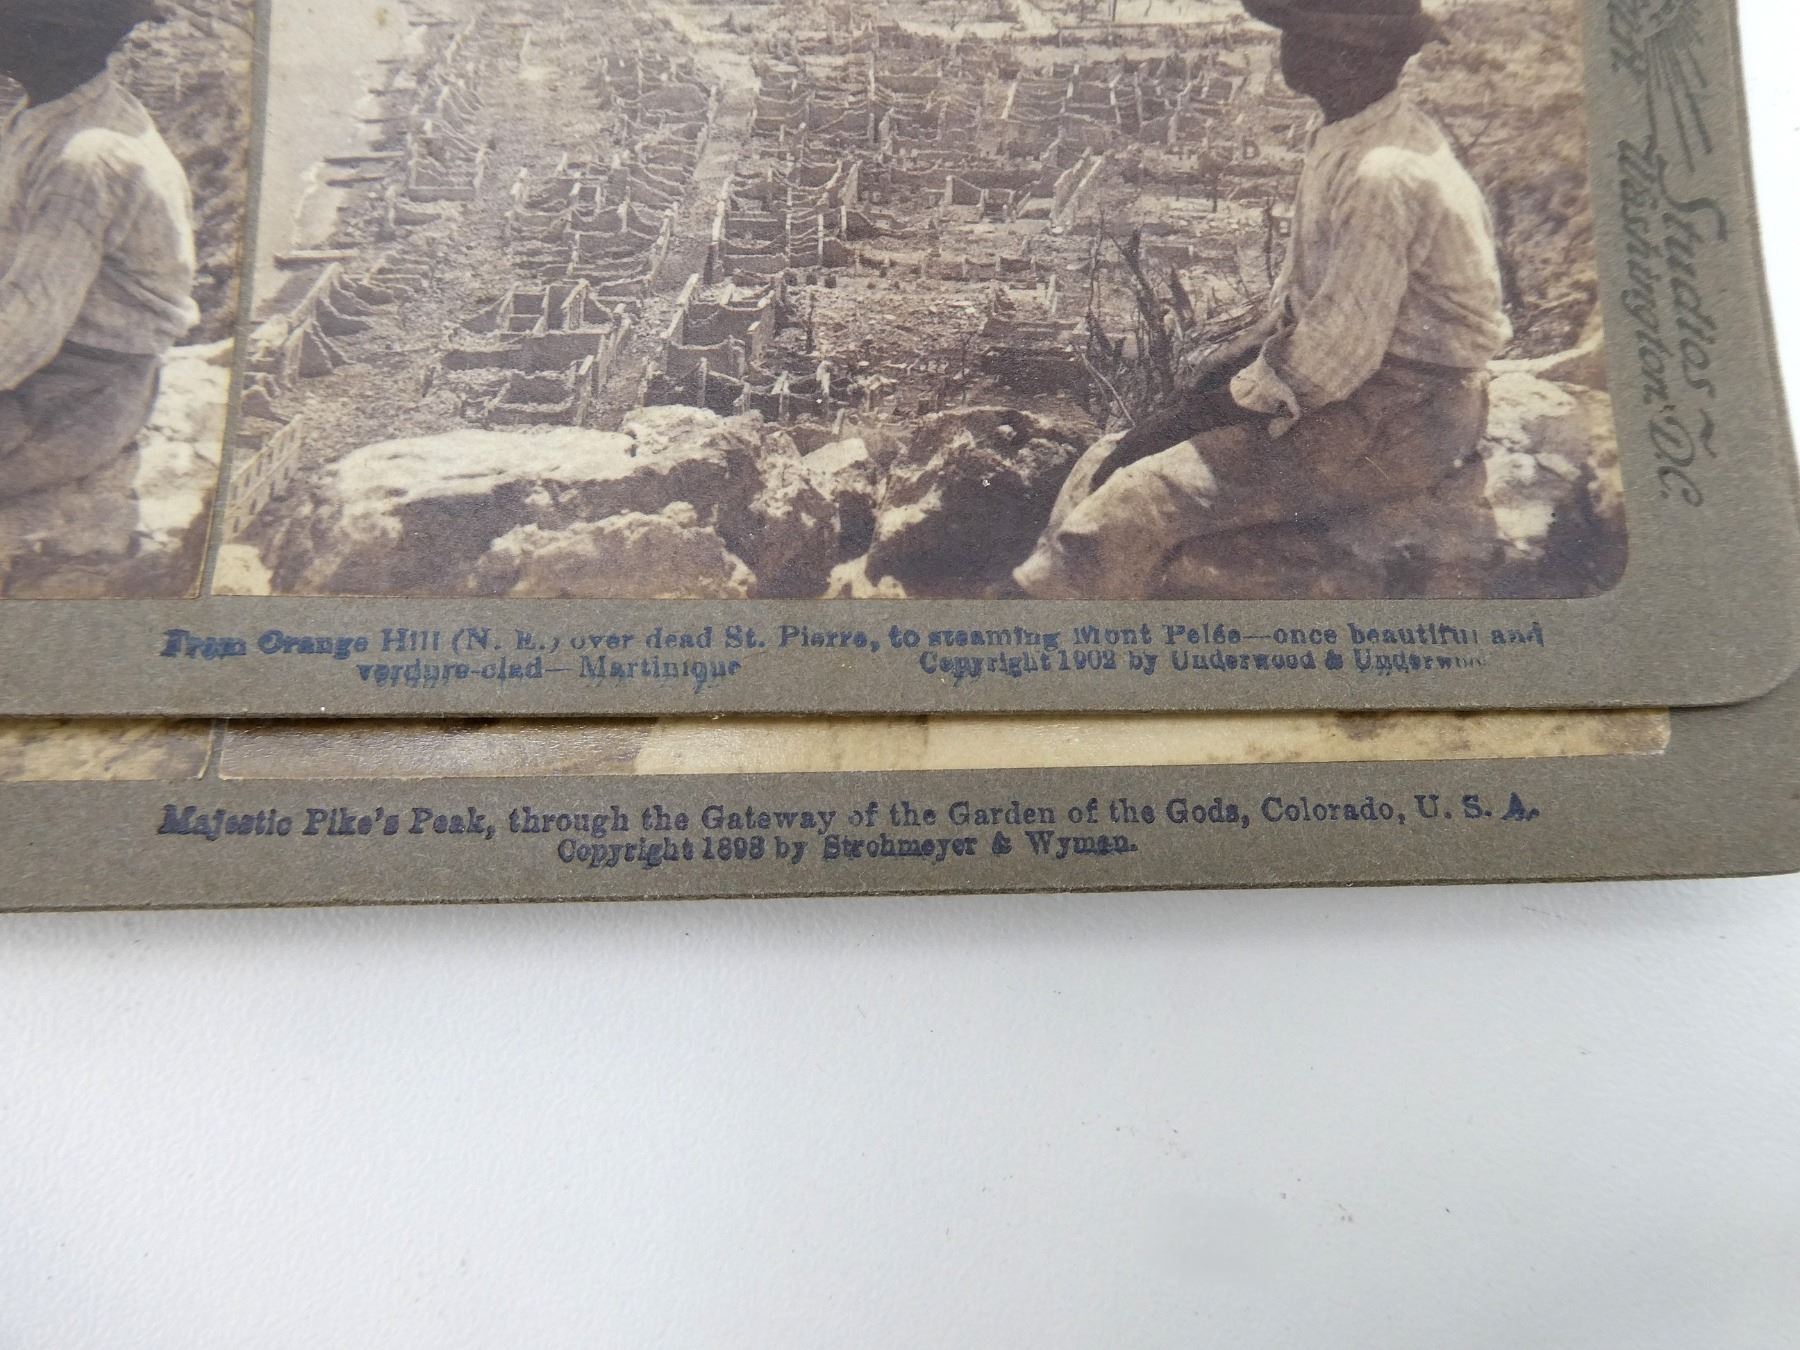 From Orange Hill (N. E.) over dead St. Pierre, to steaming Mont Pelée—once beautiful and
verdure-clad—Martinique
Copyright 1902 by Underwood & Underwood
Studios ~
Washington, D.C.
Majestic Pike's Peak, through the Gateway of the Garden of the Gods, Colorado, U. S. A.
Copyright 1898 by Strohmeyer & Wyman.